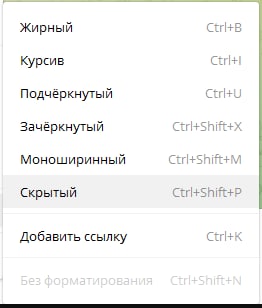 Жирный Ctrl+B
Курсив Ctrl+I
Подчёркнутый Ctrl+U
Зачёркнутый Ctrl+Shift+X
Моноширинный Ctrl+Shift+M
Скрытый Ctrl+Shift+P
Добавить ссылку Ctrl+K
Без форматирования Ctrl+Shift+N